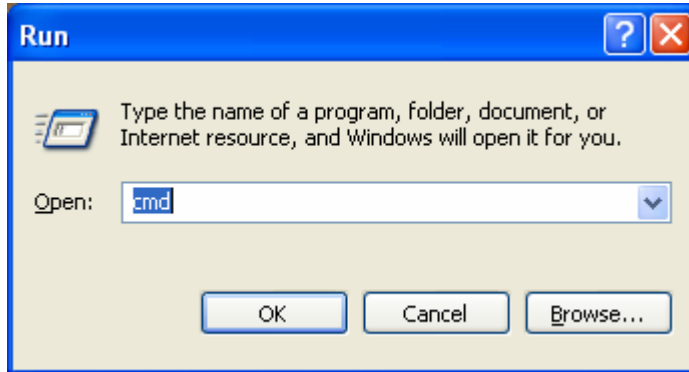 Run
Type the name of a program, folder, document, or
Internet resource, and Windows will open it for you.
Open: cmd
OK Cancel Browse...